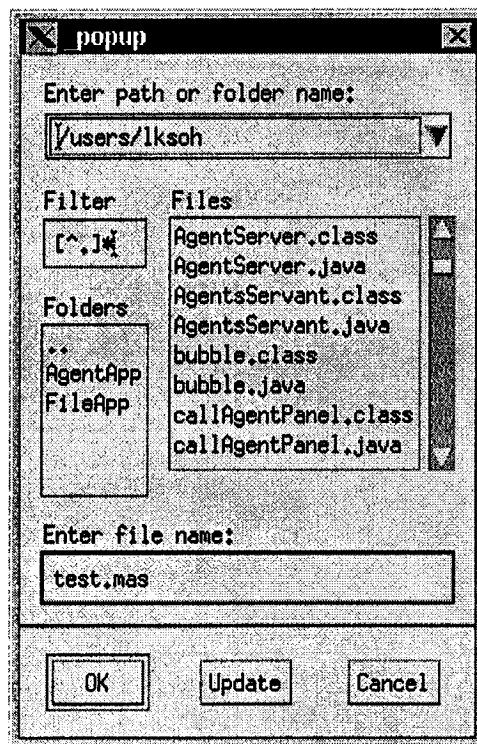 _popup
Enter path or folder name:
/users/lksoh
Filter
[^.]*
Files
AgentServer.class
AgentServer.java
AgentsServant.class
AgentsServant.java
bubble.class
bubble.java
callAgentPanel.class
callAgentPanel.java
Folders
..
AgentApp
FileApp
Enter file name:
test.mas
OK
Update
Cancel